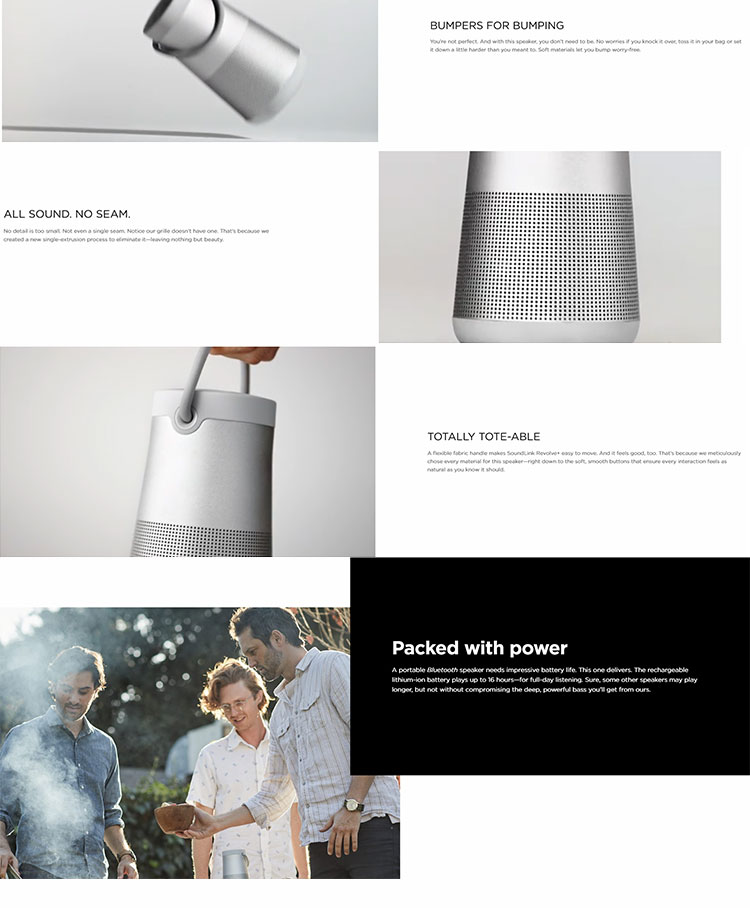 BUMPERS FOR BUMPING
You're not perfect. And with this speaker, you don't need to be. No worries if you knock it over, toss it in your bag or set
it down a little harder than you meant to. Soft materials let you bump worry-free.
ALL SOUND. NO SEAM.
No detail is too small. Not even a single seam. Notice our grille doesn't have one. That's because we
created a new single-extrusion process to eliminate it—leaving nothing but beauty.
TOTALLY TOTE-ABLE
A flexible fabric handle makes SoundLink Revolve+ easy to move. And it feels good, too. That's because we meticulously
chose every material for this speaker—right down to the soft, smooth buttons that ensure every interaction feels as
natural as you know it should.
Packed with power
A portable Bluetooth speaker needs impressive battery life. This one delivers. The rechargeable
lithium-ion battery plays up to 16 hours—for full-day listening. Sure, some other speakers may play
longer, but not without compromising the deep, powerful bass you'll get from ours.